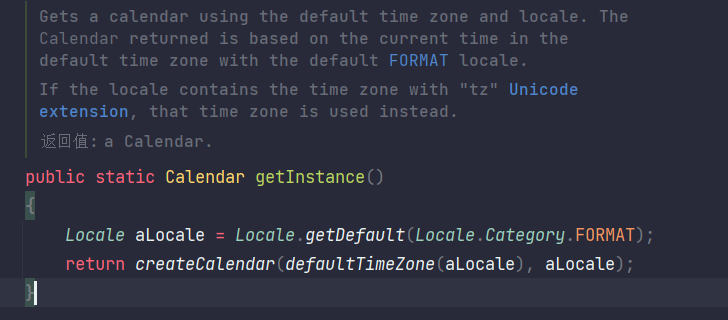 Gets a calendar using the default time zone and locale. The
Calendar returned is based on the current time in the
default time zone with the default FORMAT locale.
If the locale contains the time zone with "tz" Unicode
extension, that time zone is used instead.
返回值: a Calendar.
public static Calendar getInstance()
{
    Locale aLocale = Locale.getDefault(Locale.Category.FORMAT);
    return createCalendar(defaultTimeZone(aLocale), aLocale);
}